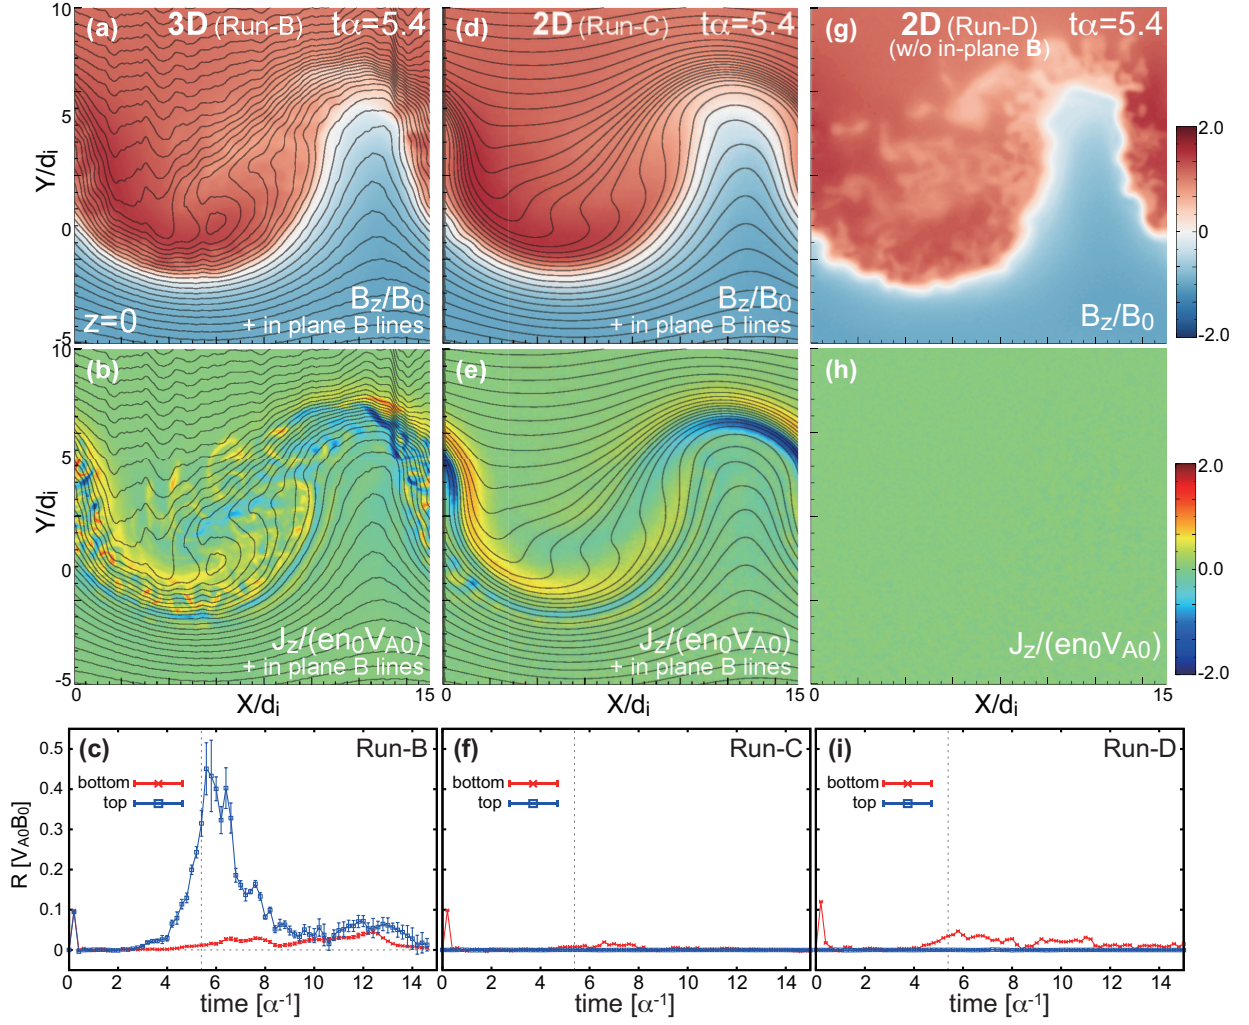 (a) 3D (Run-B) tα=5.4
10
5
0
-5
Y/di
z=0
Bz/B0
+ in plane B lines
(d) 2D (Run-C) tα=5.4
Bz/B0
+ in plane B lines
(g) 2D (Run-D) tα=5.4
(w/o in-plane B)
Bz/B0
2.0
0
-2.0
(b)
10
5
0
-5
Y/di
Jz/(en0VA0)
+ in plane B lines
0 15
X/di
(e)
Jz/(en0VA0)
+ in plane B lines
0 15
X/di
(h)
Jz/(en0VA0)
0 15
X/di
2.0
0.0
-2.0
(c) Run-B
bottom
top
R [VA0B0]
0.5
0.4
0.3
0.2
0.1
0
0 2 4 6 8 10 12 14
time [α-1]
(f) Run-C
bottom
top
0 2 4 6 8 10 12 14
time [α-1]
(i) Run-D
bottom
top
0 2 4 6 8 10 12 14
time [α-1]